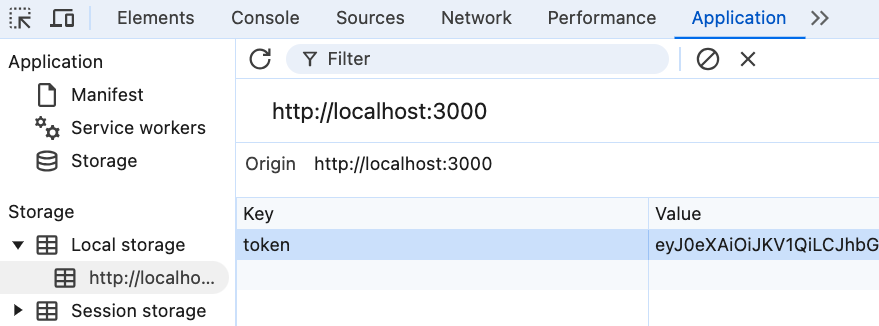 Elements Console Sources Network Performance Application
Application
Filter
Manifest
http://localhost:3000
Service workers
Storage
Origin http://localhost:3000
Storage
Key Value
Local storage
token eyJ0eXAiOiJKV1QiLCJhbG
http://localho...
Session storage